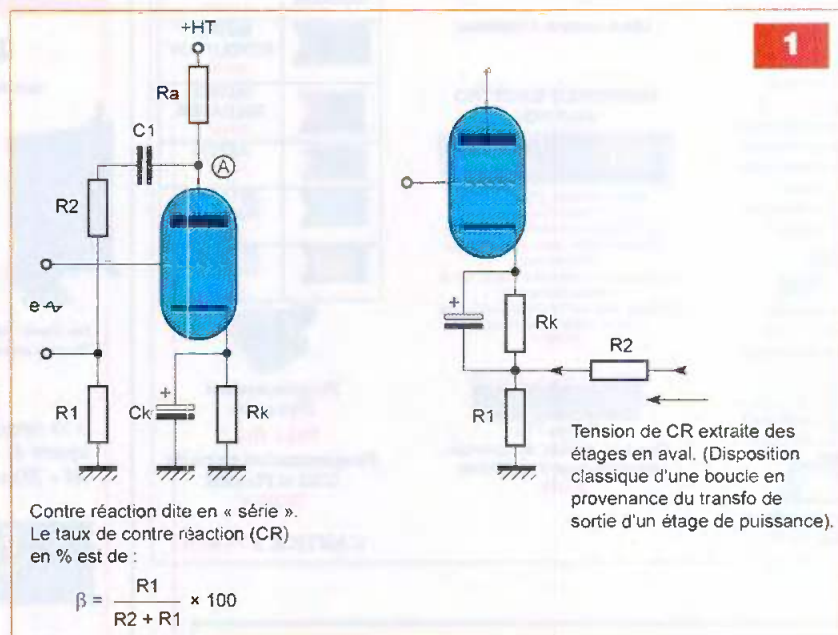 1
+HT
Ra
C1
A
R2
e
R1
Ck
+
Rk
+
Rk
R2
R1
Contre réaction dite en « série ».
Le taux de contre réaction (CR)
en % est de :
β = R1 / (R2 + R1) × 100
Tension de CR extraite des
étages en aval. (Disposition
classique d'une boucle en
provenance du transfo de
sortie d'un étage de puissance).